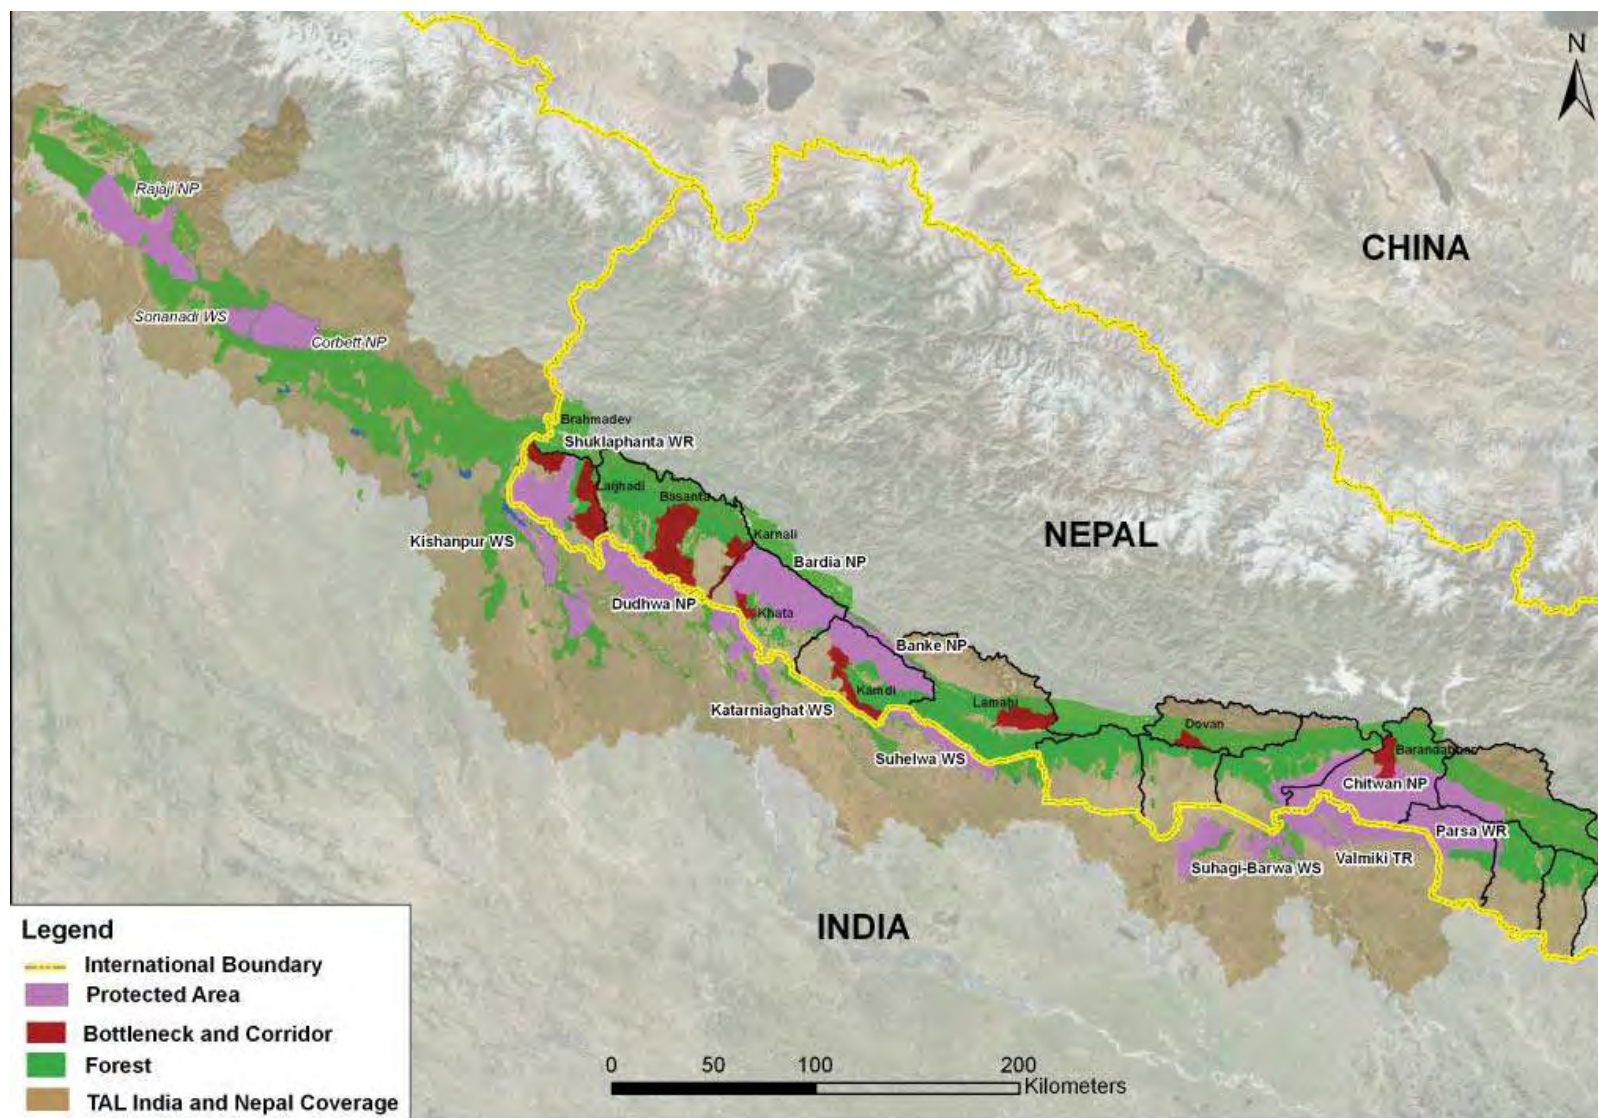 N
CHINA
Rajaji NP
Sonanadi WS
Corbett NP
Brahmadev
Shuklaphanta WR
Laljhadi
Basanta
NEPAL
Kishanpur WS
Karnali
Bardia NP
Dudhwa NP
Khata
Banke NP
Kamdi
Katarniaghat WS
Lamahi
Dovan
Barandabhar
Suhelwa WS
Chitwan NP
Parsa WR
Valmiki TR
Suhagi-Barwa WS
INDIA
Legend
International Boundary
Protected Area
Bottleneck and Corridor
Forest
TAL India and Nepal Coverage
0 50 100 200
Kilometers